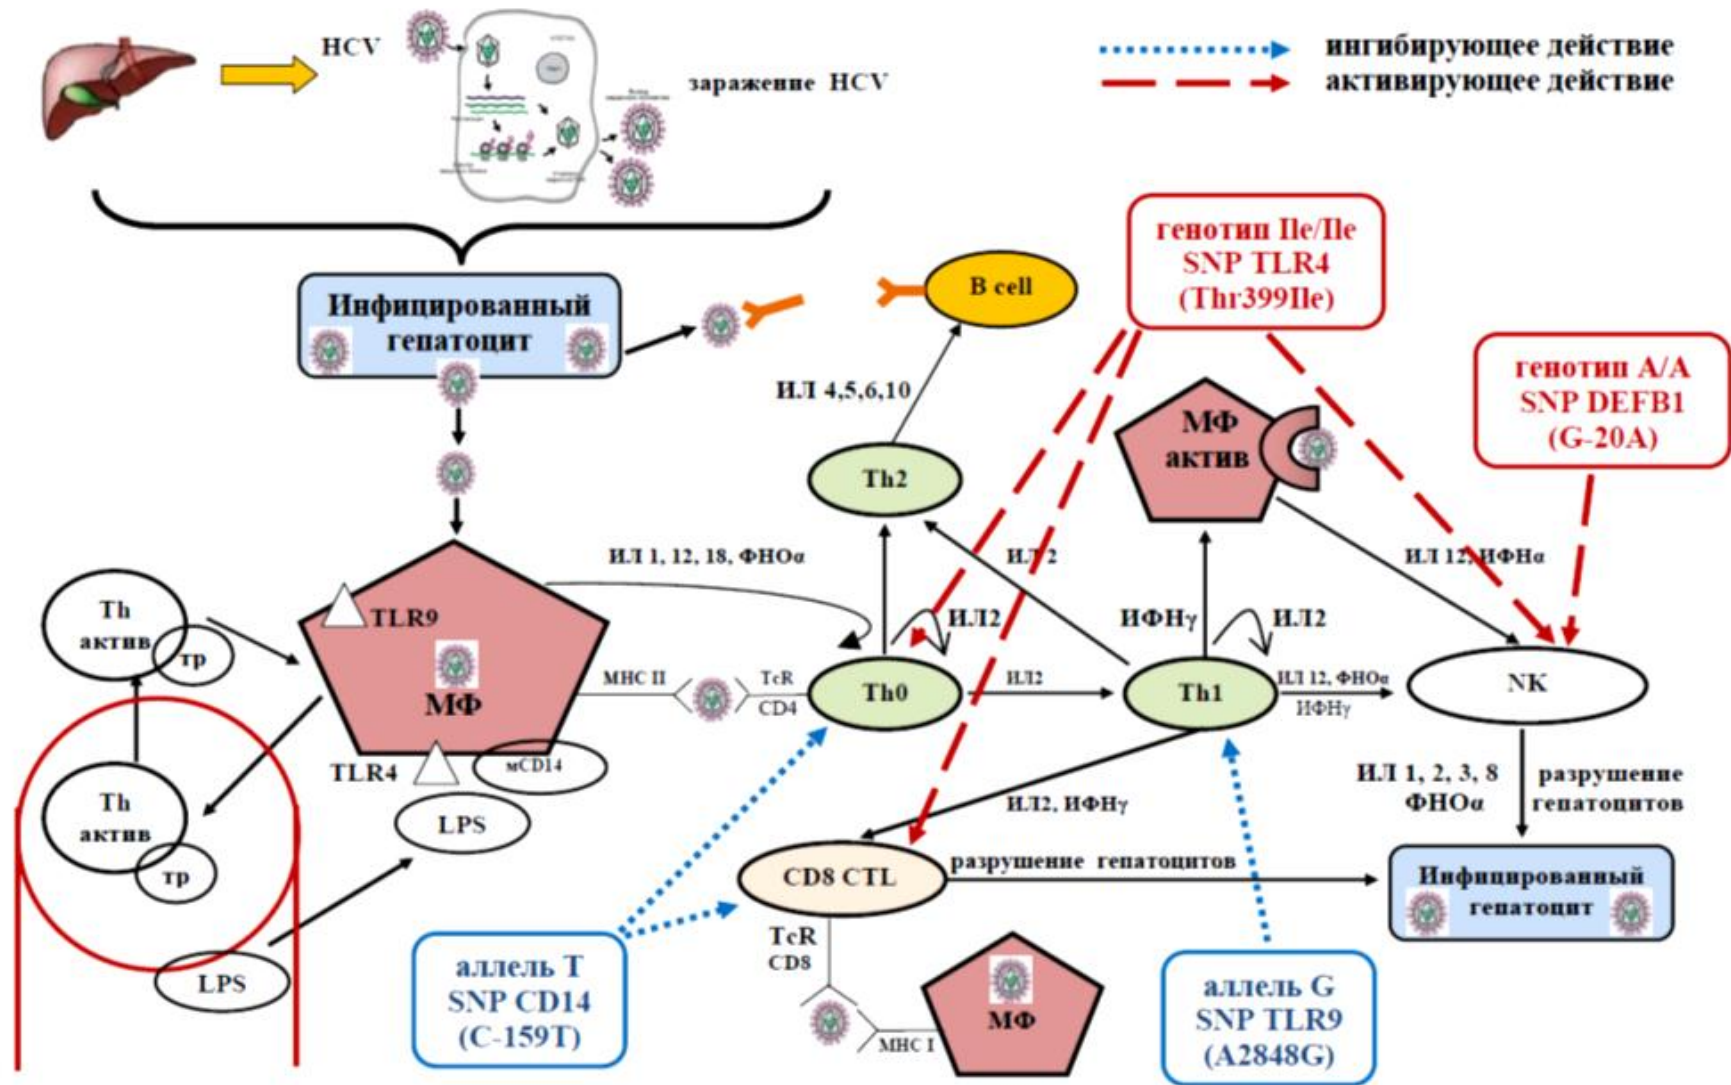 HCV
заражение HCV
ингибирующее действие
активирующее действие
Инфицированный
гепатоцит
B cell
генотип Ile/Ile
SNP TLR4
(Thr399Ile)
генотип A/A
SNP DEFB1
(G-20A)
ИЛ 4,5,6,10
МФ
актив
Th2
ИЛ 1, 12, 18, ФНОα
ИЛ 2
ИЛ 12, ИФНα
Th
актив
тр
TLR9
МФ
ИЛ2
ИФНγ
ИЛ2
MHC II
TcR
CD4
Th0
ИЛ2
Th1
ИЛ 12, ФНОα
ИФНγ
NK
TLR4
мCD14
LPS
Th
актив
тр
ИЛ2, ИФНγ
ИЛ 1, 2, 3, 8
ФНОα
разрушение
гепатоцитов
CD8 CTL
разрушение гепатоцитов
Инфицированный
гепатоцит
LPS
аллель T
SNP CD14
(C-159T)
TcR
CD8
MHC I
МФ
аллель G
SNP TLR9
(A2848G)